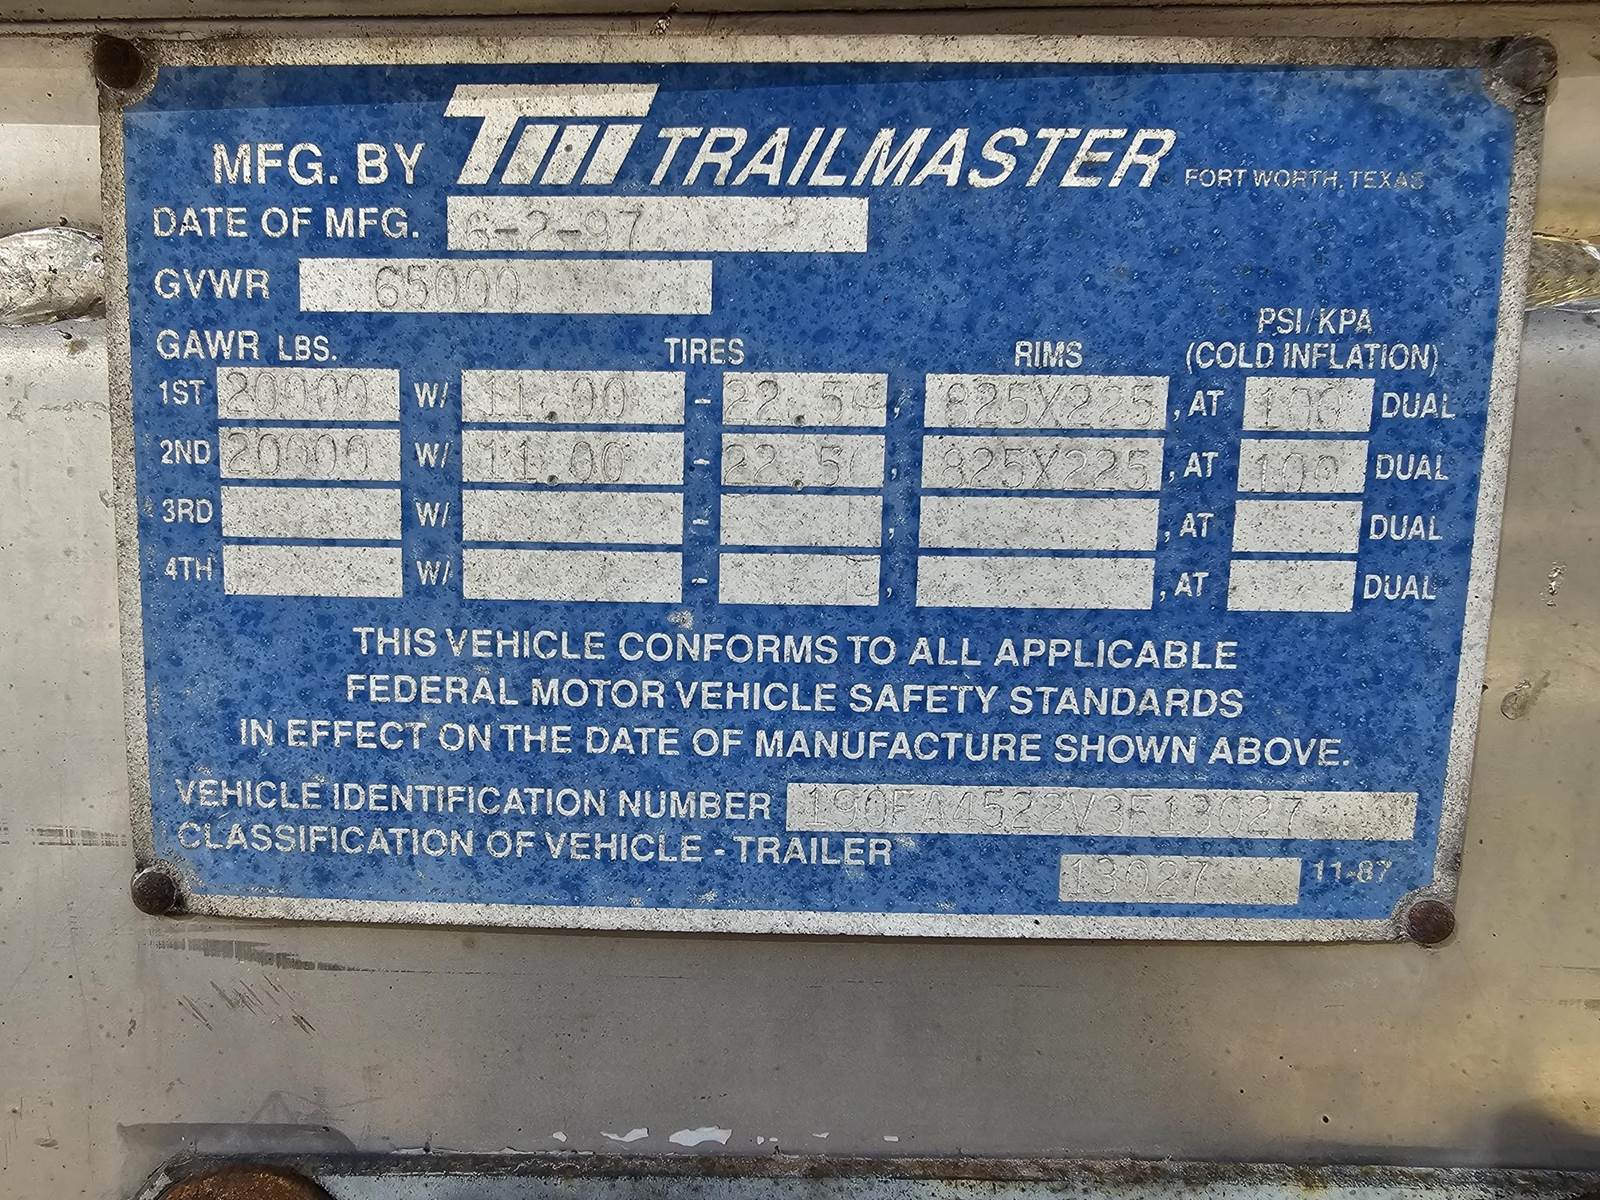 MFG. BY TM TRAILMASTER FORT WORTH, TEXAS
DATE OF MFG. 6-2-97
GVWR 65000
GAWR LBS. TIRES RIMS PSI/KPA (COLD INFLATION)
1ST 20000 W/ 11.00 - 22.50, 825X225, AT 100 DUAL
2ND 20000 W/ 11.00 - 22.50, 825X225, AT 100 DUAL
3RD W/ - , , AT DUAL
4TH W/ - , , AT DUAL
THIS VEHICLE CONFORMS TO ALL APPLICABLE
FEDERAL MOTOR VEHICLE SAFETY STANDARDS
IN EFFECT ON THE DATE OF MANUFACTURE SHOWN ABOVE.
VEHICLE IDENTIFICATION NUMBER
CLASSIFICATION OF VEHICLE - TRAILER 13027 11-87